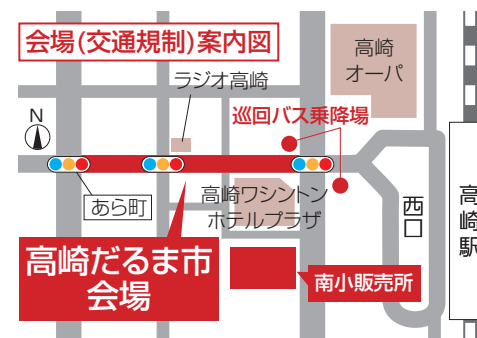 会場(交通規制)案内図
高崎
オーパ
ラジオ高崎
巡回バス乗降場
N
あら町
高崎ワシントン
ホテルプラザ
西口
高崎駅
高崎だるま市
会場
南小販売所